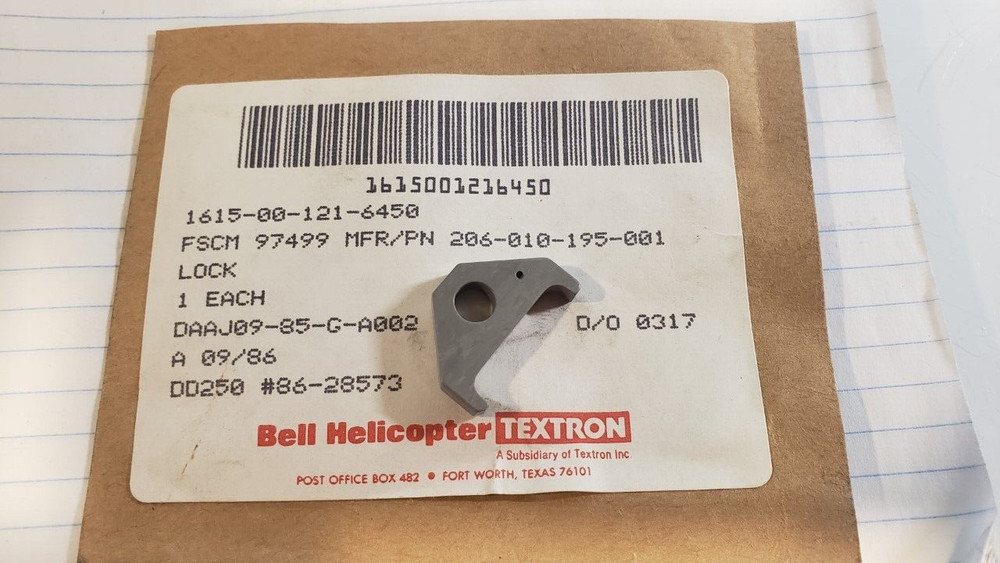 1615001216450
1615-00-121-6450
FSCM 97499 MFR/PN 206-010-195-001
LOCK
1 EACH
DAAJ09-85-G-A002 D/O 0317
A 09/86
DD250 #86-28573
Bell Helicopter TEXTRON
A Subsidiary of Textron Inc.
POST OFFICE BOX 482 • FORT WORTH, TEXAS 76101